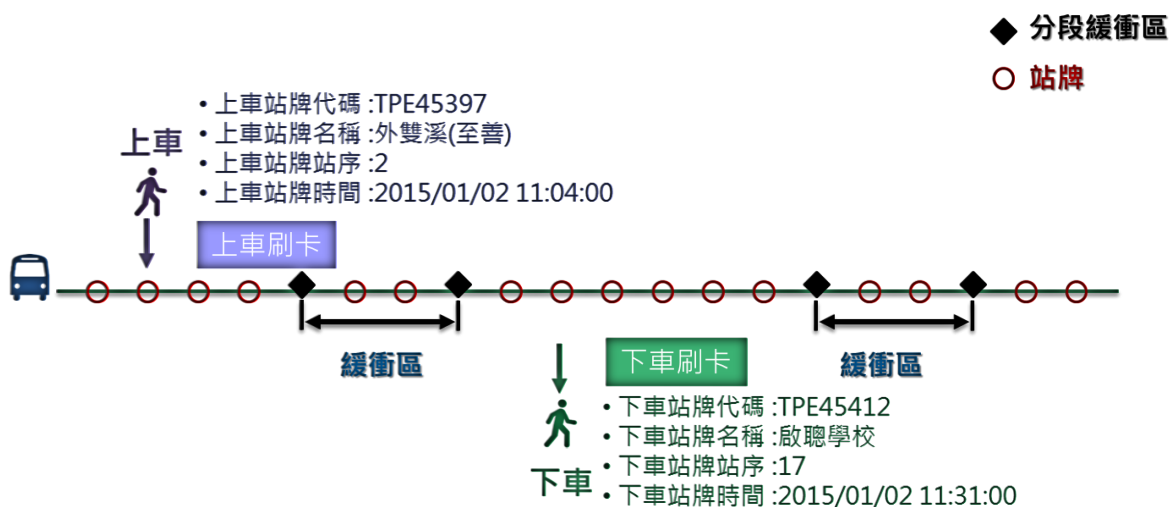 分段緩衝區
站牌
上車
• 上車站牌代碼 :TPE45397
• 上車站牌名稱 :外雙溪(至善)
• 上車站牌站序 :2
• 上車站牌時間 :2015/01/02 11:04:00
上車刷卡
緩衝區
緩衝區
下車刷卡
下車
• 下車站牌代碼 :TPE45412
• 下車站牌名稱 :啟聰學校
• 下車站牌站序 :17
• 下車站牌時間 :2015/01/02 11:31:00